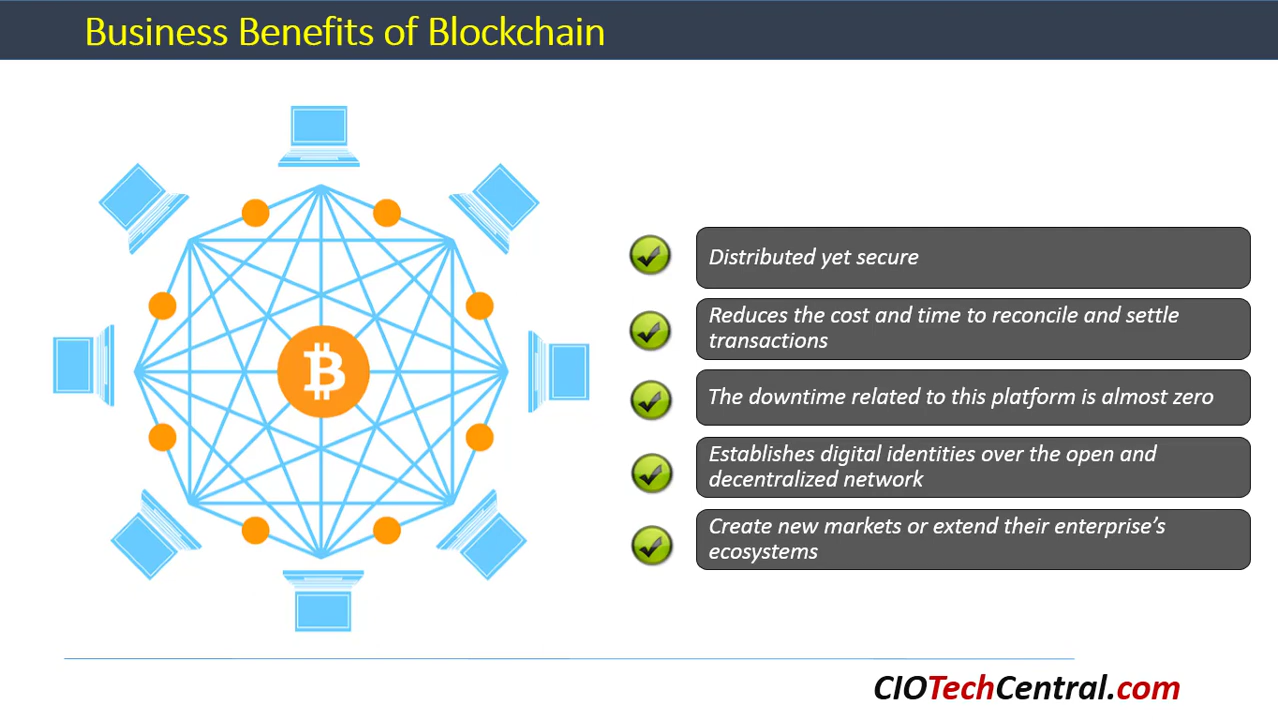 Business Benefits of Blockchain
Distributed yet secure
Reduces the cost and time to reconcile and settle
transactions
The downtime related to this platform is almost zero
Establishes digital identities over the open and
decentralized network
Create new markets or extend their enterprise’s
ecosystems
CIOTechCentral.com